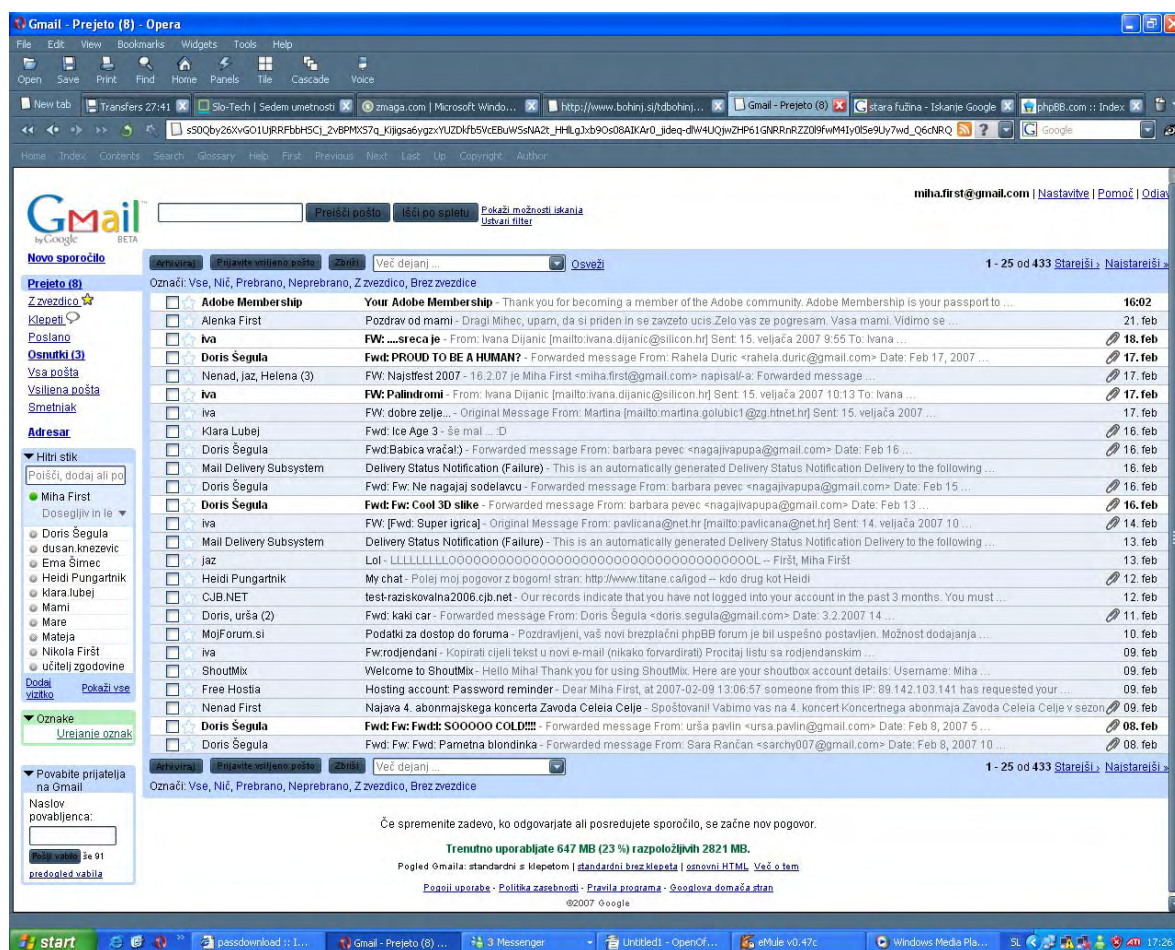 Gmail - Prejeto (8) - Opera
File Edit View Bookmarks Widgets Tools Help
Open Save Print Find Home Panels Tile Cascade Voice
New tab Transfers 27:41 Slo-Tech | Sedem umetnosti zmaga.com | Microsoft Windo... http://www.bohinj.si/tdbohinj... Gmail - Prejeto (8) stara fužina - Iskanje Google phpBB.com :: Index
Google
Home Index Contents Search Glossary Help First Previous Next Last Up Copyright Author
miha.first@gmail.com | Nastavitve | Pomoč | Odjav
Gmail by Google BETA
Preišči pošto Išči po spletu Pokaži možnosti iskanja
Ustvari filter
Novo sporočilo
Prejeto (8)
Z zvezdico
Klepeti
Poslano
Osnutki (3)
Vsa pošta
Vsiljena pošta
Smetnjak
Adresar
Hitri stik
Poišči, dodaj ali po
Miha First
Dosegljiv in le
Doris Šegula
dusan.knezevic
Ema Šimec
Heidi Pungartnik
klara.lubej
Mami
Mare
Mateja
Nikola Firšt
učitelj zgodovine
Dodaj vizitko Pokaži vse
Oznake
Urejanje oznak
Povabite prijatelja
na Gmail
Naslov
povabljenca:
Pošlji vabilo še 91
predogled vabila
Arhiviraj Prijavite vsiljeno pošto Zbriši Več dejanj ... Osveži 1 - 25 od 433 Starejši › Najstarejši »
Označi: Vse, Nič, Prebrano, Neprebrano, Z zvezdico, Brez zvezdice
Adobe Membership Your Adobe Membership - Thank you for becoming a member of the Adobe community. Adobe Membership is your passport to ... 16:02
Alenka First Pozdrav od mami - Dragi Mihec, upam, da si priden in se zavzeto ucis.Zelo vas ze pogresam. Vasa mami. Vidimo se ... 21. feb
iva FW: ....sreca je - From: Ivana Dijanic [mailto:ivana.dijanic@silicon.hr] Sent: 15. veljača 2007 9:55 To: Ivana ... 18. feb
Doris Šegula Fwd: PROUD TO BE A HUMAN? - Forwarded message From: Rahela Duric <rahela.duric@gmail.com> Date: Feb 17, 2007 ... 17. feb
Nenad, jaz, Helena (3) FW: Najstfest 2007 - 16.2.07 je Miha First <miha.first@gmail.com> napisal/-a: Forwarded message ... 17. feb
iva FW: Palindromi - From: Ivana Dijanic [mailto:ivana.dijanic@silicon.hr] Sent: 15. veljača 2007 10:13 To: Ivana ... 17. feb
iva FW: dobre zelje... - Original Message From: Martina [mailto:martina.golubic1@zg.htnet.hr] Sent: 15. veljača 2007 ... 17. feb
Klara Lubej Fwd: Ice Age 3 - še mal ... :D 16. feb
Doris Šegula Fwd:Babica vrača!:) - Forwarded message From: barbara pevec <nagajivapupa@gmail.com> Date: Feb 16 ... 16. feb
Mail Delivery Subsystem Delivery Status Notification (Failure) - This is an automatically generated Delivery Status Notification Delivery to the following ... 16. feb
Doris Šegula Fwd: Fw: Ne nagajaj sodelavcu - Forwarded message From: barbara pevec <nagajivapupa@gmail.com> Date: Feb 15 ... 16. feb
Doris Šegula Fwd: Fw: Cool 3D slike - Forwarded message From: barbara pevec <nagajivapupa@gmail.com> Date: Feb 13 ... 16. feb
iva FW: [Fwd: Super igrica] - Original Message From: pavlicana@net.hr [mailto:pavlicana@net.hr] Sent: 14. veljača 2007 10 ... 14. feb
Mail Delivery Subsystem Delivery Status Notification (Failure) - This is an automatically generated Delivery Status Notification Delivery to the following ... 13. feb
jaz Lol - -- Firšt, Miha Firšt 13. feb
Heidi Pungartnik My chat - Polej moj pogovor z bogom! stran: http://www.titane.ca/igod -- kdo drug kot Heidi 12. feb
CJB.NET test-raziskovalna2006.cjb.net - Our records indicate that you have not logged into your account in the past 3 months. You must ... 12. feb
Doris, urša (2) Fwd: kaki car - Forwarded message From: Doris Šegula <doris.segula@gmail.com> Date: 3.2.2007 14 ... 11. feb
MojForum.si Podatki za dostop do foruma - Pozdravljeni, vaš novi brezplačni phpBB forum je bil uspešno postavljen. Možnost dodajanja ... 10. feb
iva Fw:rodjendani - Kopirati cijeli tekst u novi e-mail (nikako forvardirati) Procitaj listu sa rodjendanskim ... 09. feb
ShoutMix Welcome to ShoutMix - Hello Miha! Thank you for using ShoutMix. Here are your shoutbox account details: Username: Miha ... 09. feb
Free Hostia Hosting account: Password reminder - Dear Miha First, at 2007-02-09 13:06:57 someone from this IP: 89.142.103.141 has requested your ... 09. feb
Nenad First Najava 4. abonmajskega koncerta Zavoda Celeia Celje - Spoštovani! Vabimo vas na 4. koncert Koncertnega abonmaja Zavoda Celeia Celje v sezon 09. feb
Doris Šegula Fwd: Fw: Fwd:l: SOOOOO COLD!!!! - Forwarded message From: urša pavlin <ursa.pavlin@gmail.com> Date: Feb 8, 2007 5 ... 08. feb
Doris Šegula Fwd: Fw: Fwd: Pametna blondinka - Forwarded message From: Sara Rančan <sarchy007@gmail.com> Date: Feb 8, 2007 10 ... 08. feb
Arhiviraj Prijavite vsiljeno pošto Zbriši Več dejanj ... 1 - 25 od 433 Starejši › Najstarejši »
Označi: Vse, Nič, Prebrano, Neprebrano, Z zvezdico, Brez zvezdice
Če spremenite zadevo, ko odgovarjate ali posredujete sporočilo, se začne nov pogovor.
Trenutno uporabljate 647 MB (23 %) razpoložljivih 2821 MB.
Pogled Gmaila: standardni s klepetom | standardni brez klepeta | osnovni HTML Več o tem
Pogoji uporabe - Politika zasebnosti - Pravila programa - Googlova domača stran
©2007 Google
start passdownload :: I... Gmail - Prejeto (8) ... 3 Messenger Untitled1 - OpenOf... eMule v0.47c Windows Media Pla... SL